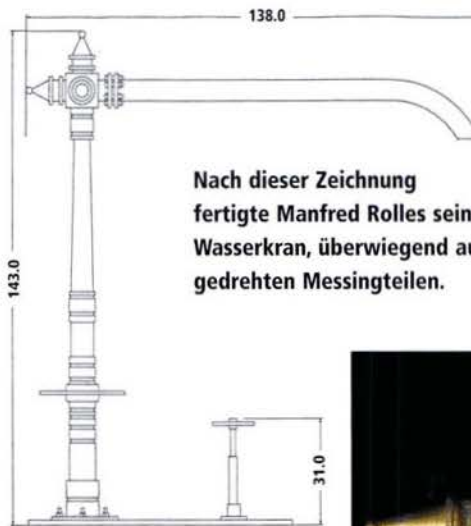 138.0
143.0
Nach dieser Zeichnung
fertigte Manfred Rolles sein
Wasserkran, überwiegend au
gedrehten Messingteilen.
31.0